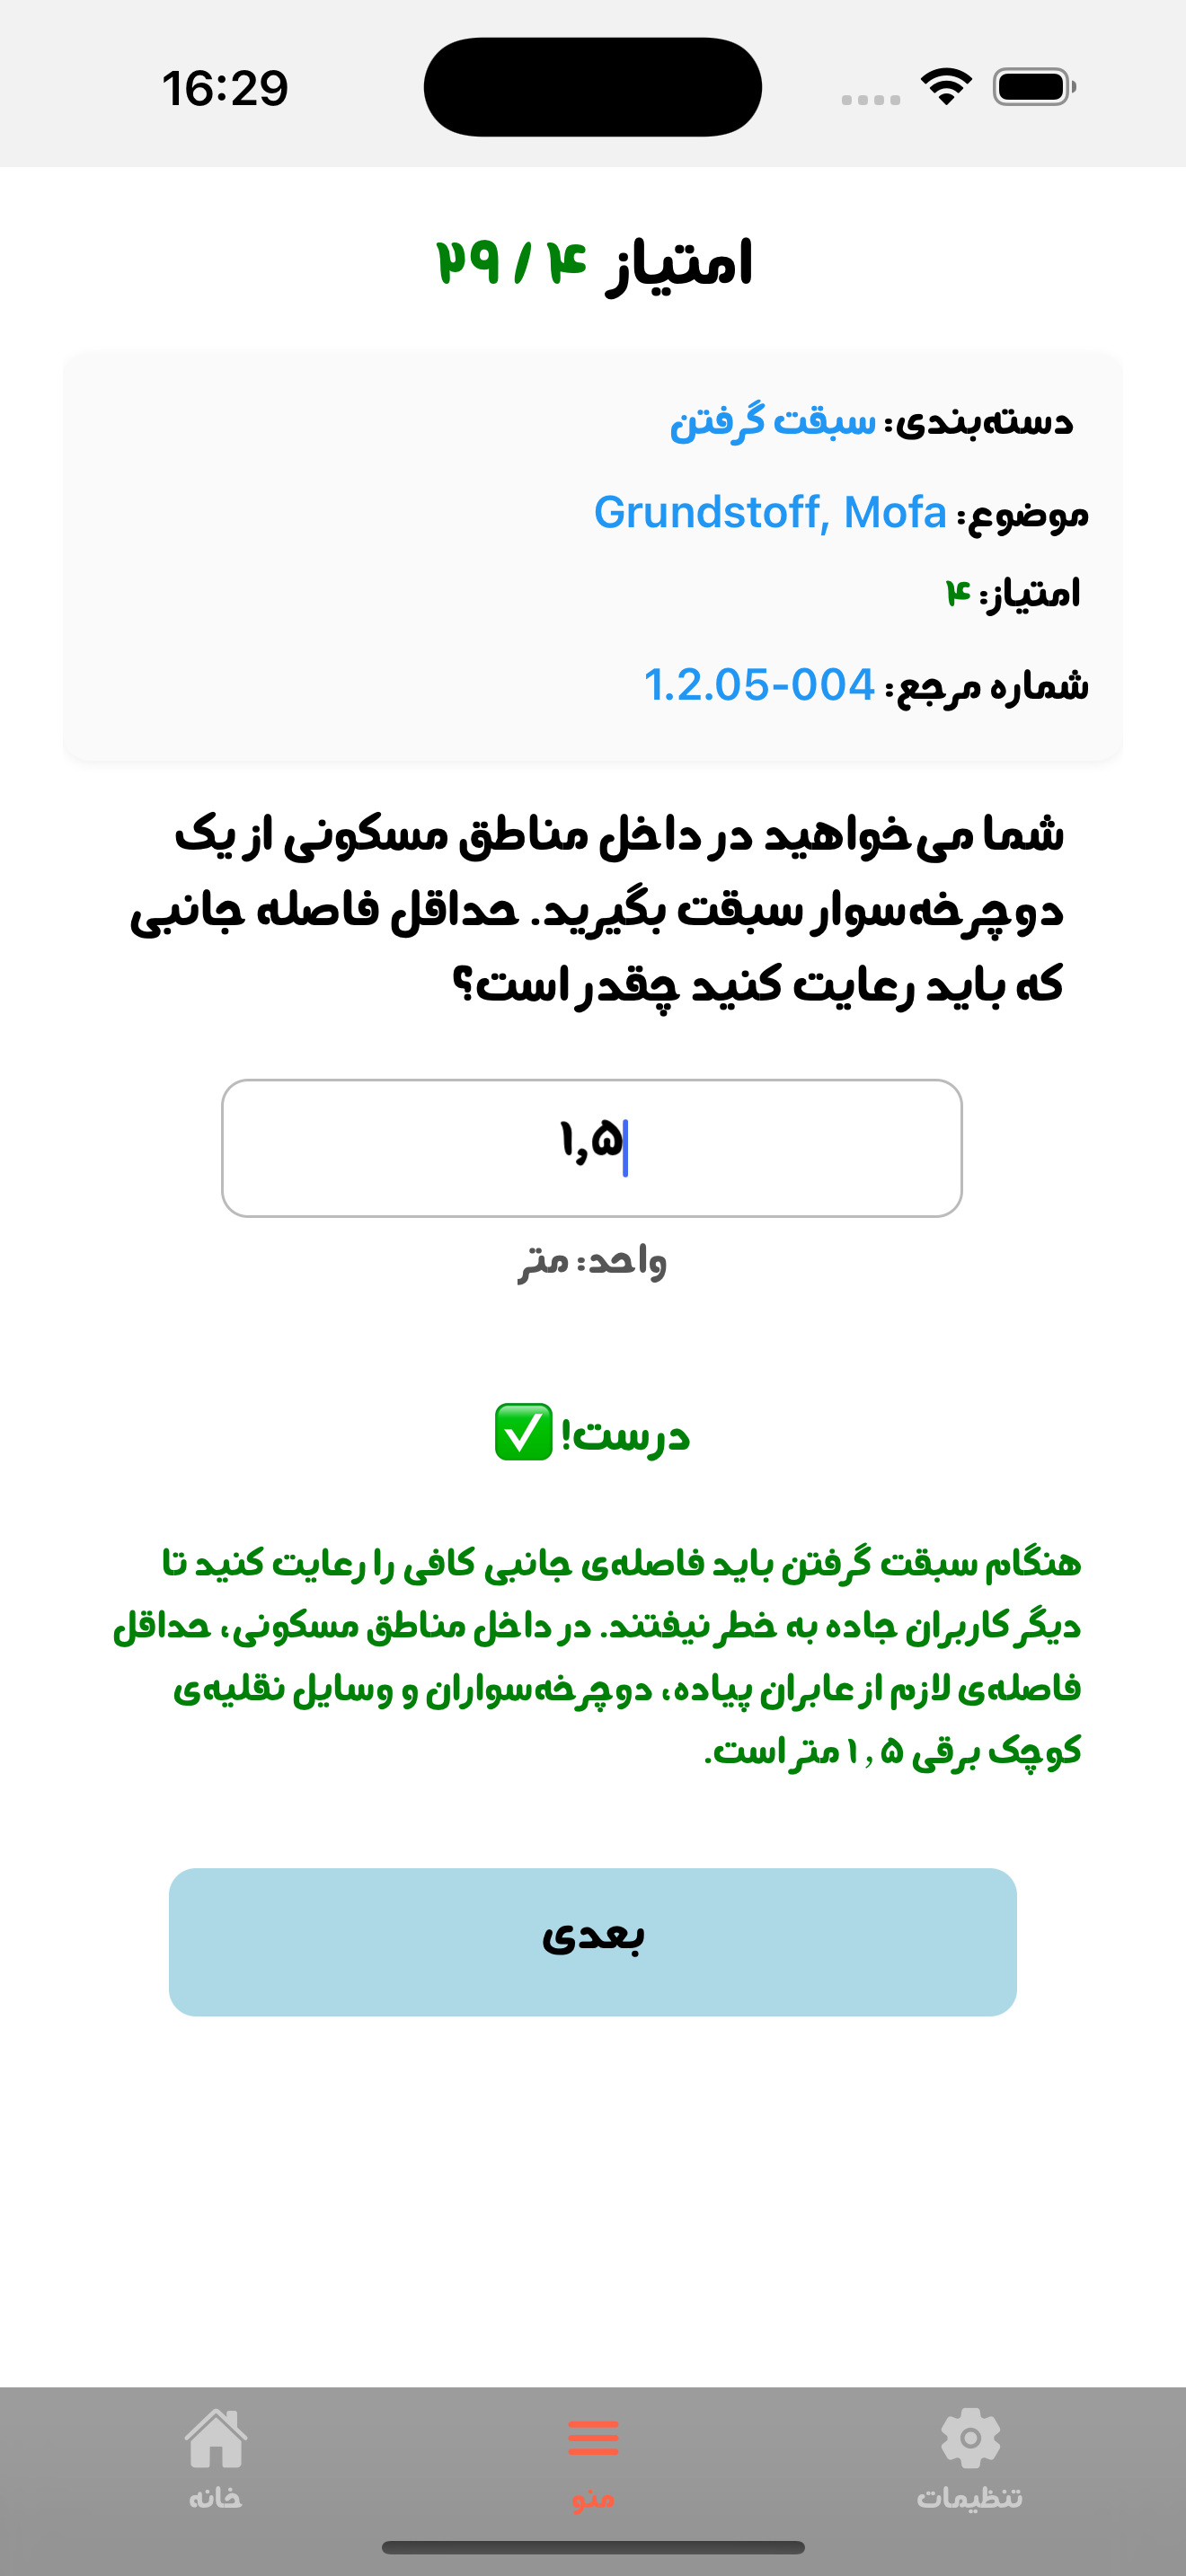 16:29
امتیاز ۴ / ۲۹
دسته‌بندی: سبقت گرفتن
موضوع: Grundstoff, Mofa
امتیاز: ۴
شماره مرجع: 1.2.05-004
شما می‌خواهید در داخل مناطق مسکونی از یک
دوچرخه‌سوار سبقت بگیرید. حداقل فاصله جانبی
که باید رعایت کنید چقدر است؟
۱,۵
واحد: متر
درست! ✅
هنگام سبقت گرفتن باید فاصله‌ی جانبی کافی را رعایت کنید تا
دیگر کاربران جاده به خطر نیفتند. در داخل مناطق مسکونی، حداقل
فاصله‌ی لازم از عابران پیاده، دوچرخه‌سواران و وسایل نقلیه‌ی
کوچک برقی ۱,۵ متر است.
بعدی
تنظیمات
منو
خانه